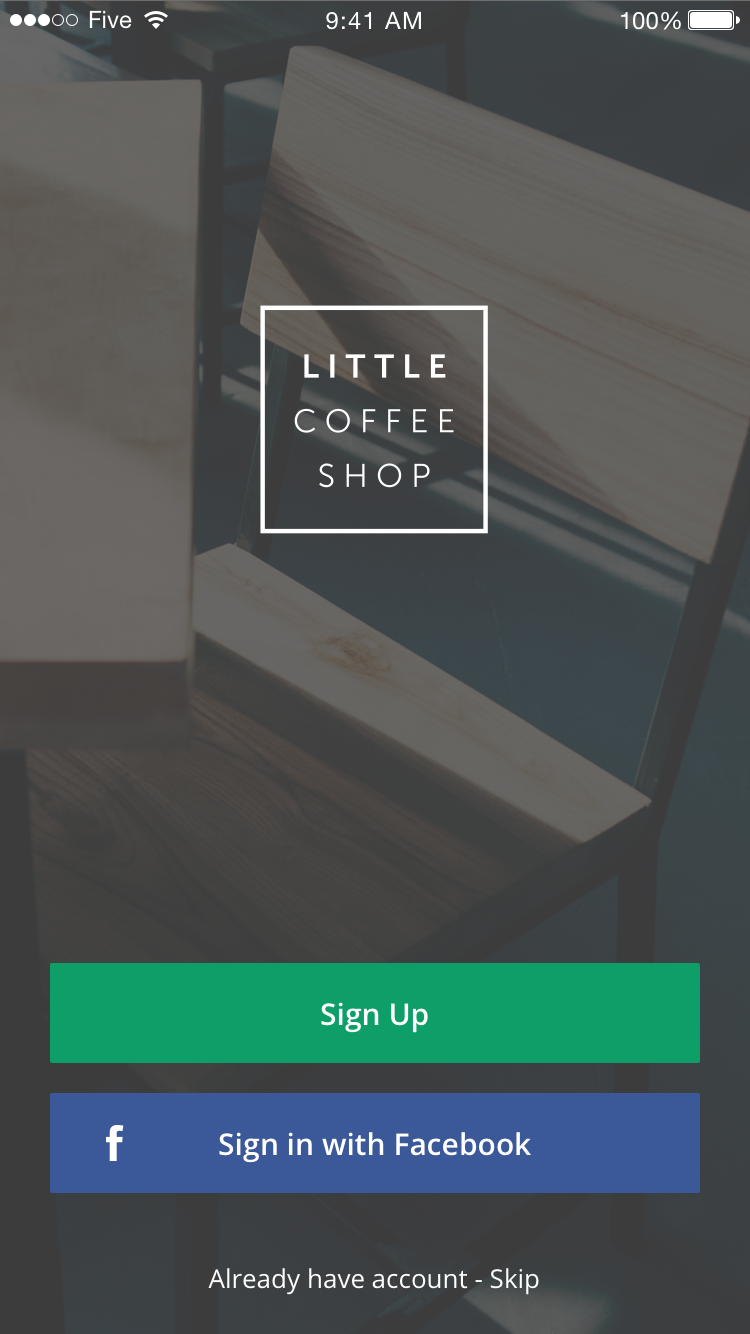 Five 9:41 AM 100%
LITTLE
COFFEE
SHOP
Sign Up
f Sign in with Facebook
Already have account - Skip